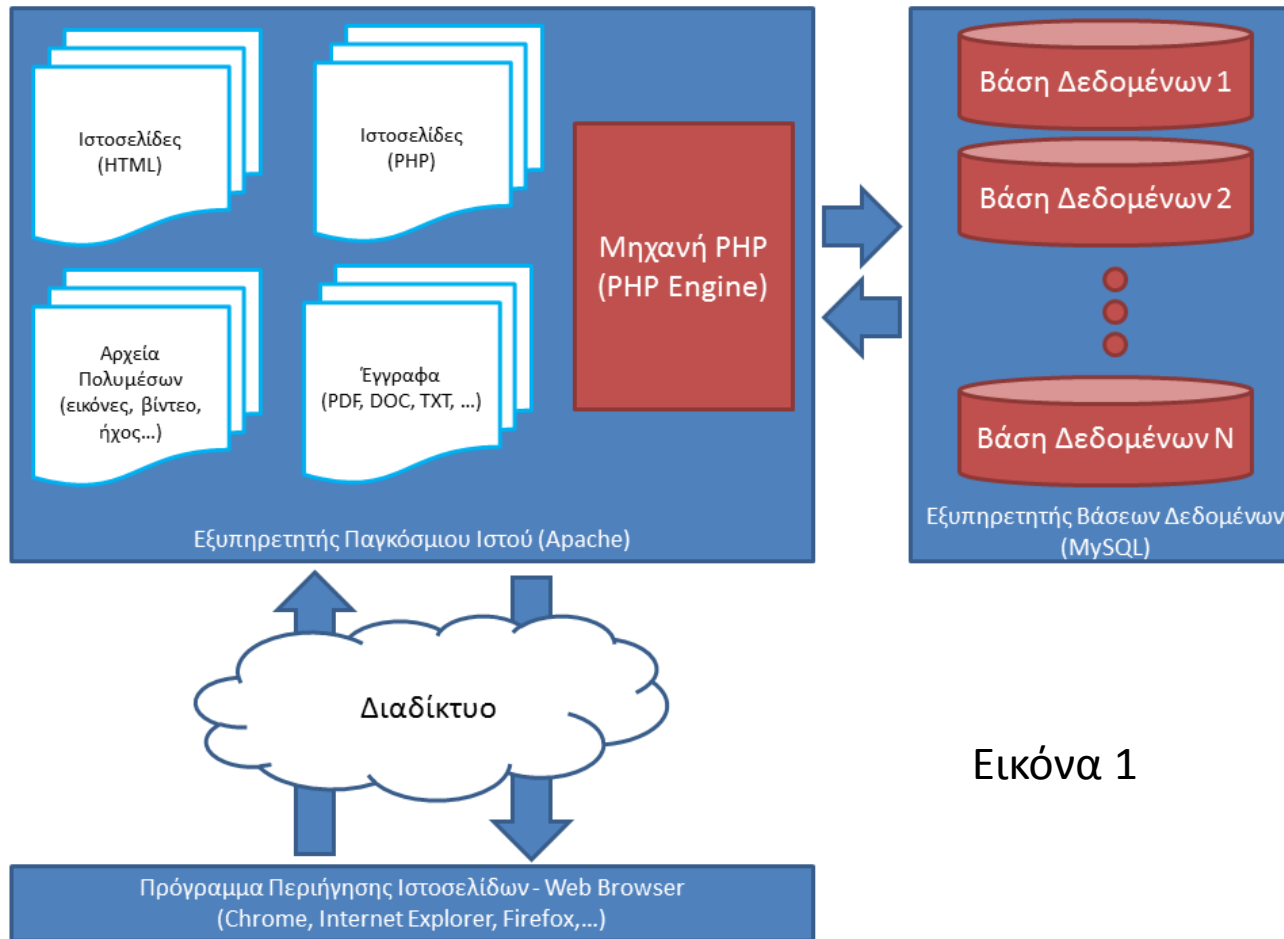 Ιστοσελίδες
(HTML)
Ιστοσελίδες
(PHP)
Αρχεία
Πολυμέσων
(εικόνες, βίντεο,
ήχος...)
Έγγραφα
(PDF, DOC, TXT, ...)
Μηχανή PHP
(PHP Engine)
Εξυπηρετητής Παγκόσμιου Ιστού (Apache)
Βάση Δεδομένων 1
Βάση Δεδομένων 2
Βάση Δεδομένων N
Εξυπηρετητής Βάσεων Δεδομένων
(MySQL)
Διαδίκτυο
Εικόνα 1
Πρόγραμμα Περιήγησης Ιστοσελίδων - Web Browser
(Chrome, Internet Explorer, Firefox,...)